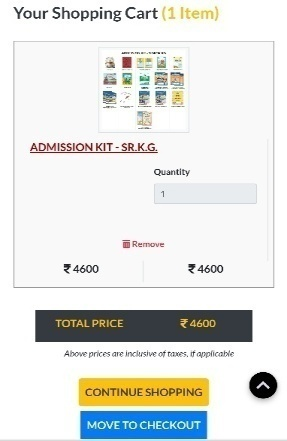 Your Shopping Cart (1 Item)
ADMISSION KIT - SR.K.G.
Quantity
1
Remove
₹ 4600 ₹ 4600
TOTAL PRICE ₹ 4600
Above prices are inclusive of taxes, if applicable
CONTINUE SHOPPING
MOVE TO CHECKOUT